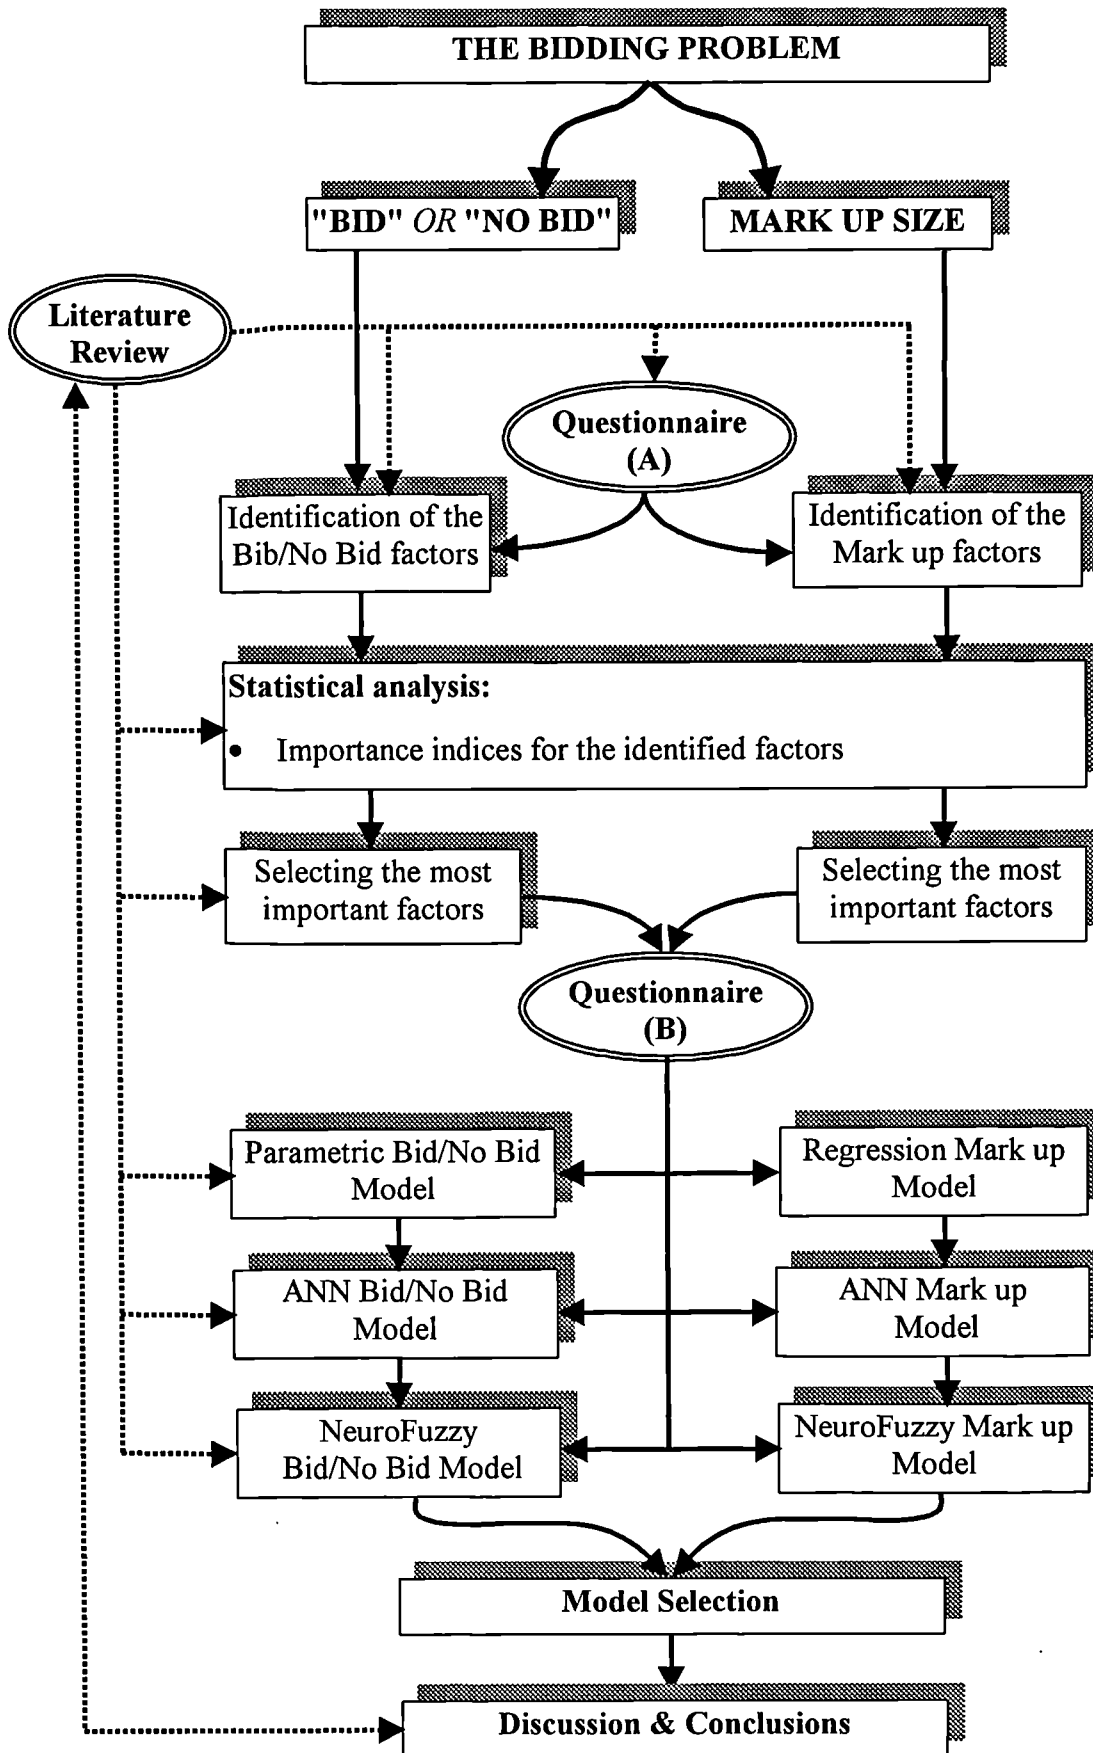 THE BIDDING PROBLEM
"BID" OR "NO BID"
MARK UP SIZE
Literature
Review
Questionnaire
(A)
Identification of the
Bib/No Bid factors
Identification of the
Mark up factors
Statistical analysis:
• Importance indices for the identified factors
Selecting the most
important factors
Selecting the most
important factors
Questionnaire
(B)
Parametric Bid/No Bid
Model
Regression Mark up
Model
ANN Bid/No Bid
Model
ANN Mark up
Model
NeuroFuzzy
Bid/No Bid Model
NeuroFuzzy Mark up
Model
Model Selection
Discussion & Conclusions